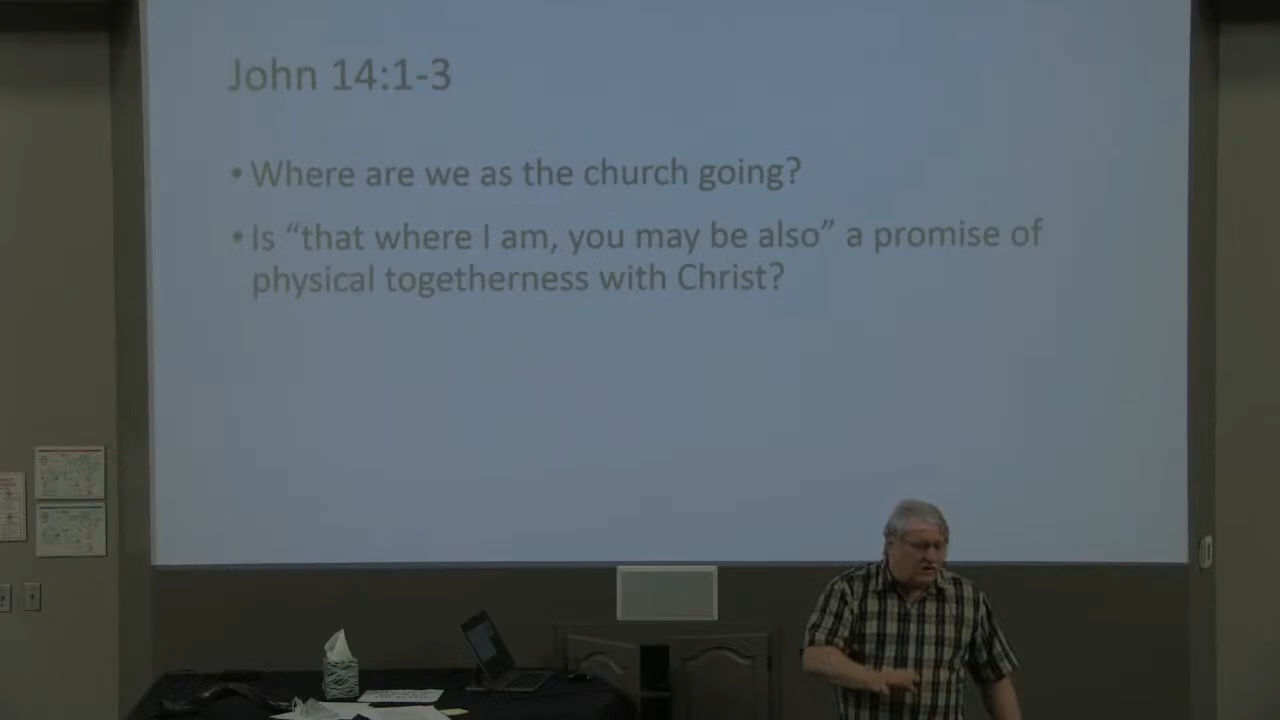 John 14:1-3
• Where are we as the church going?
• Is “that where I am, you may be also” a promise of
physical togetherness with Christ?